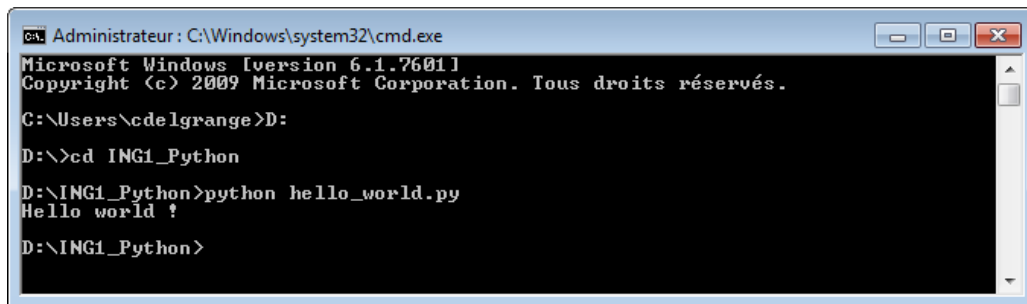 Administrateur : C:\Windows\system32\cmd.exe
Microsoft Windows [version 6.1.7601]
Copyright (c) 2009 Microsoft Corporation. Tous droits réservés.
C:\Users\cdelgrange>D:
D:\>cd ING1_Python
D:\ING1_Python>python hello_world.py
Hello world !
D:\ING1_Python>